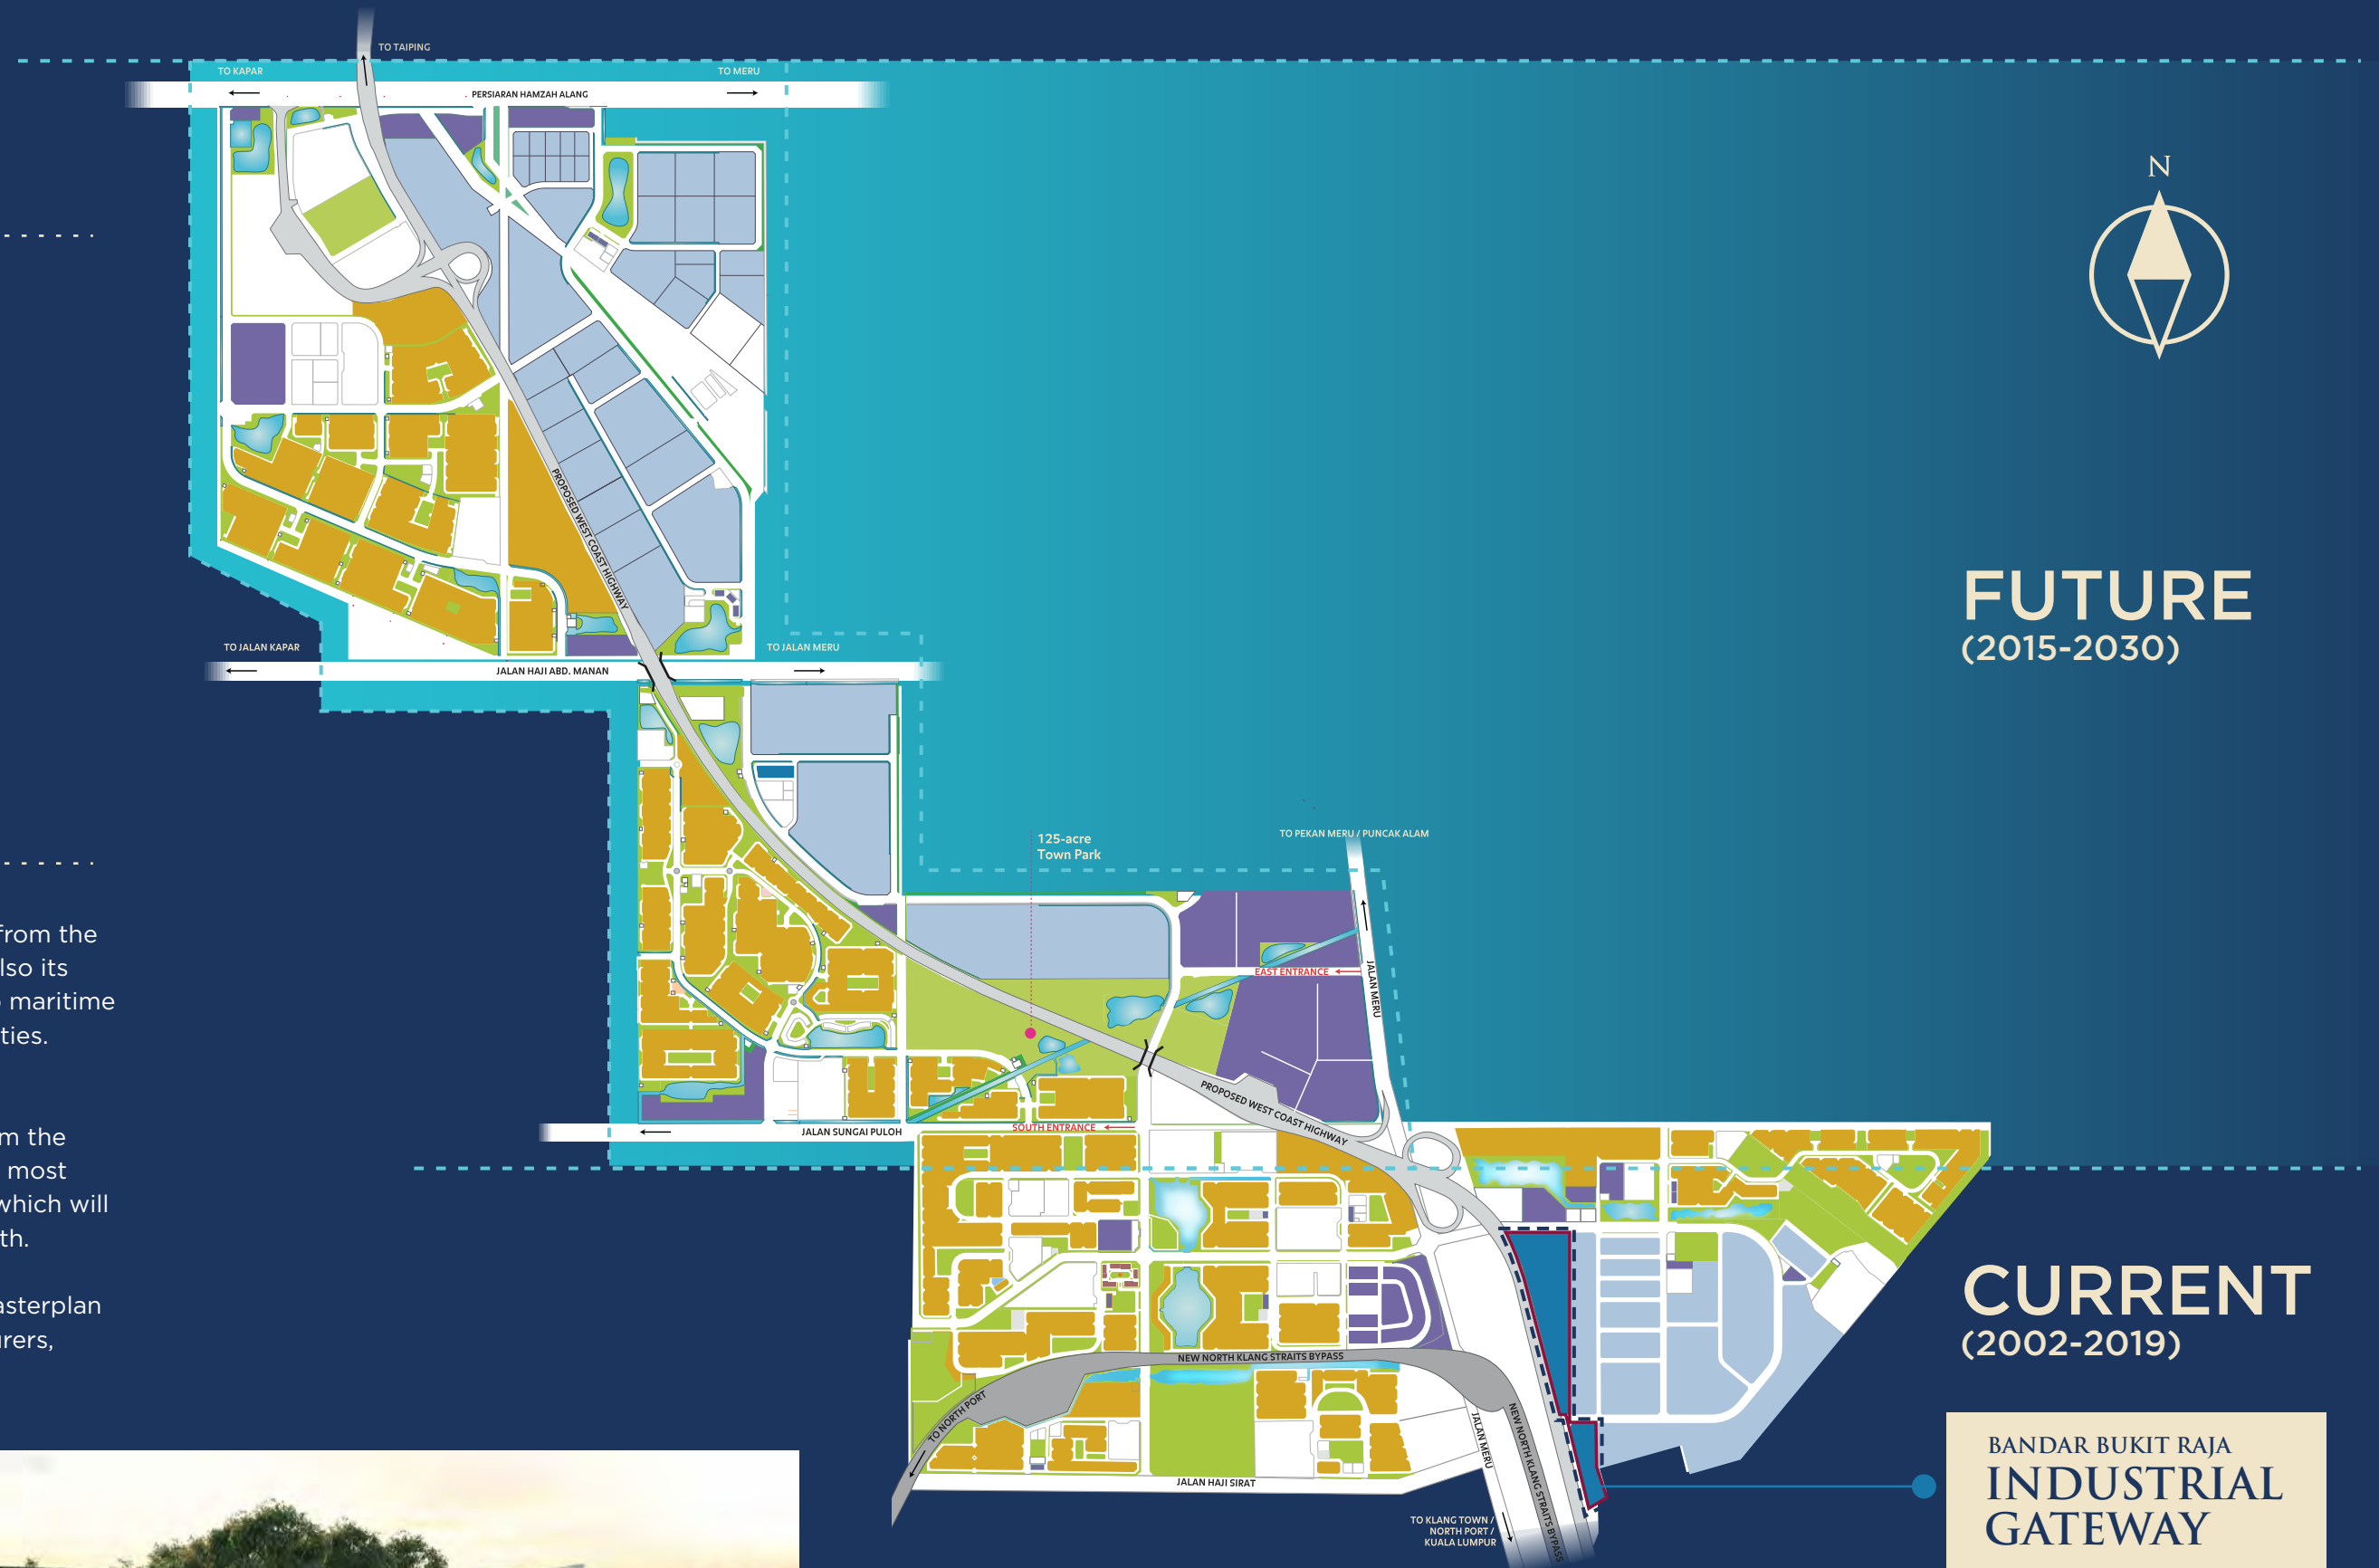 TO TAIPING
TO KAPAR
TO MERU
PERSIARAN HAMZAH ALANG
N
PROPOSED WEST COAST HIGHWAY
FUTURE
(2015-2030)
TO JALAN KAPAR
TO JALAN MERU
JALAN HAJI ABD. MANAN
125-acre
Town Park
TO PEKAN MERU / PUNCAK ALAM
from the
lso its
maritime
ties.
EAST ENTRANCE
JALAN MERU
PROPOSED WEST COAST HIGHWAY
SOUTH ENTRANCE
JALAN SUNGAI PULOH
m the
most
which will
th.
asterplan
urers,
CURRENT
(2002-2019)
NEW NORTH KLANG STRAITS BYPASS
TO NORTH PORT
JALAN MERU
NEW NORTH KLANG STRAITS BYPASS
JALAN HAJI SIRAT
TO KLANG TOWN /
NORTH PORT /
KUALA LUMPUR
BANDAR BUKIT RAJA
INDUSTRIAL
GATEWAY